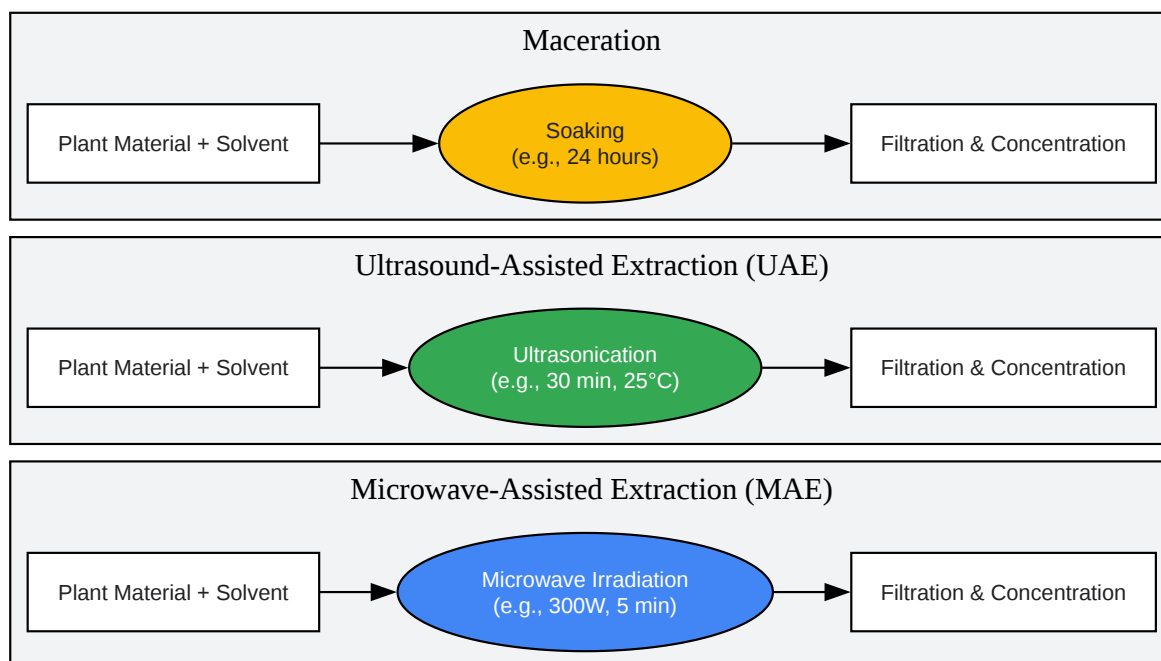 Maceration
Plant Material + Solvent
Soaking
(e.g., 24 hours)
Filtration & Concentration
Ultrasound-Assisted Extraction (UAE)
Plant Material + Solvent
Ultrasonication
(e.g., 30 min, 25°C)
Filtration & Concentration
Microwave-Assisted Extraction (MAE)
Plant Material + Solvent
Microwave Irradiation
(e.g., 300W, 5 min)
Filtration & Concentration